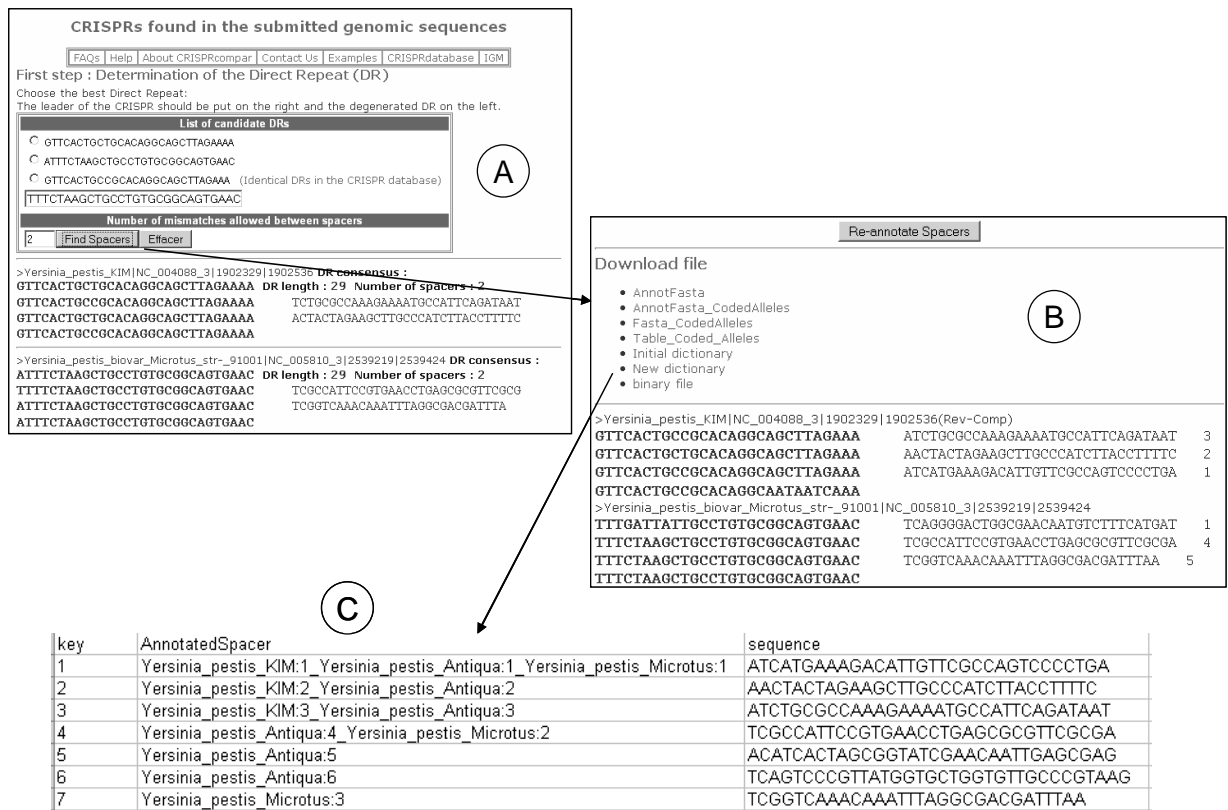 CRISPRs found in the submitted genomic sequences
FAQs | Help | About CRISPRcompar | Contact Us | Examples | CRISPRdatabase | IGM
First step : Determination of the Direct Repeat (DR)
Choose the best Direct Repeat:
The leader of the CRISPR should be put on the right and the degenerated DR on the left.
List of candidate DRs
GTTCACTGCTGCACAGGCAGCTTAGAAAA
ATTTCTAAGCTGCCTGTGCGGCAGTGAAC
GTTCACTGCCGCACAGGCAGCTTAGAAA (Identical DRs in the CRISPR database)
TTTCTAAGCTGCCTGTGCGGCAGTGAAC
Number of mismatches allowed between spacers
2 Find Spacers Effacer
>Yersinia_pestis_KIM|NC_004088_3|1902329|1902536 DR consensus :
GTTCACTGCTGCACAGGCAGCTTAGAAAA DR length : 29 Number of spacers : 2
GTTCACTGCCGCACAGGCAGCTTAGAAAA TCTGCGCCAAAGAAAATGCCATTCAGATAAT
GTTCACTGCCGCACAGGCAGCTTAGAAAA ACTACTAGAAGCTTGCCCATCTTACCTTTTC
GTTCACTGCCGCACAGGCAGCTTAGAAAA
>Yersinia_pestis_biovar_Microtus_str-_91001|NC_005810_3|2539219|2539424 DR consensus :
ATTTCTAAGCTGCCTGTGCGGCAGTGAAC DR length : 29 Number of spacers : 2
TTTTCTAAGCTGCCTGTGCGGCAGTGAAC TCGCCATTCCGTGAACCTGAGCGCGTTCGCG
ATTTCTAAGCTGCCTGTGCGGCAGTGAAC TCGGTCAAACAAATTTAGGCGACGATTTA
ATTTCTAAGCTGCCTGTGCGGCAGTGAAC
A
Re-annotate Spacers
Download file
AnnotFasta
AnnotFasta_CodedAlleles
Fasta_CodedAlleles
Table_Coded_Alleles
Initial dictionary
New dictionary
binary file
B
>Yersinia_pestis_KIM|NC_004088_3|1902329|1902536(Rev-Comp)
GTTCACTGCCGCACAGGCAGCTTAGAAA ATCTGCGCCAAAGAAAATGCCATTCAGATAAT 3
GTTCACTGCCGCACAGGCAGCTTAGAAA AACTACTAGAAGCTTGCCCATCTTACCTTTTC 2
GTTCACTGCCGCACAGGCAGCTTAGAAA ATCATGAAAGACATTGTTCGCCAGTCCCCTGA 1
GTTCACTGCCGCACAGGCAATAATCAAA
>Yersinia_pestis_biovar_Microtus_str-_91001|NC_005810_3|2539219|2539424
TTTGATTATTGCCTGTGCGGCAGTGAAC TCAGGGGACTGGCGAACAATGTCTTTCATGAT 1
TTTCTAAGCTGCCTGTGCGGCAGTGAAC TCGCCATTCCGTGAACCTGAGCGCGTTCGCGA 4
TTTCTAAGCTGCCTGTGCGGCAGTGAAC TCGGTCAAACAAATTTAGGCGACGATTTAA 5
TTTCTAAGCTGCCTGTGCGGCAGTGAAC
C
key AnnotatedSpacer sequence
1 Yersinia_pestis_KIM:1_Yersinia_pestis_Antiqua:1_Yersinia_pestis_Microtus:1 ATCATGAAAGACATTGTTCGCCAGTCCCCTGA
2 Yersinia_pestis_KIM:2_Yersinia_pestis_Antiqua:2 AACTACTAGAAGCTTGCCCATCTTACCTTTTC
3 Yersinia_pestis_KIM:3_Yersinia_pestis_Antiqua:3 ATCTGCGCCAAAGAAAATGCCATTCAGATAAT
4 Yersinia_pestis_Antiqua:4_Yersinia_pestis_Microtus:2 TCGCCATTCCGTGAACCTGAGCGCGTTCGCGA
5 Yersinia_pestis_Antiqua:5 ACATCACTAGCGGTATCGAACAATTGAGCGAG
6 Yersinia_pestis_Antiqua:6 TCAGTCCCGTTATGGTGCTGGTGTTGCCCGTAAG
7 Yersinia_pestis_Microtus:3 TCGGTCAAACAAATTTAGGCGACGATTTAA